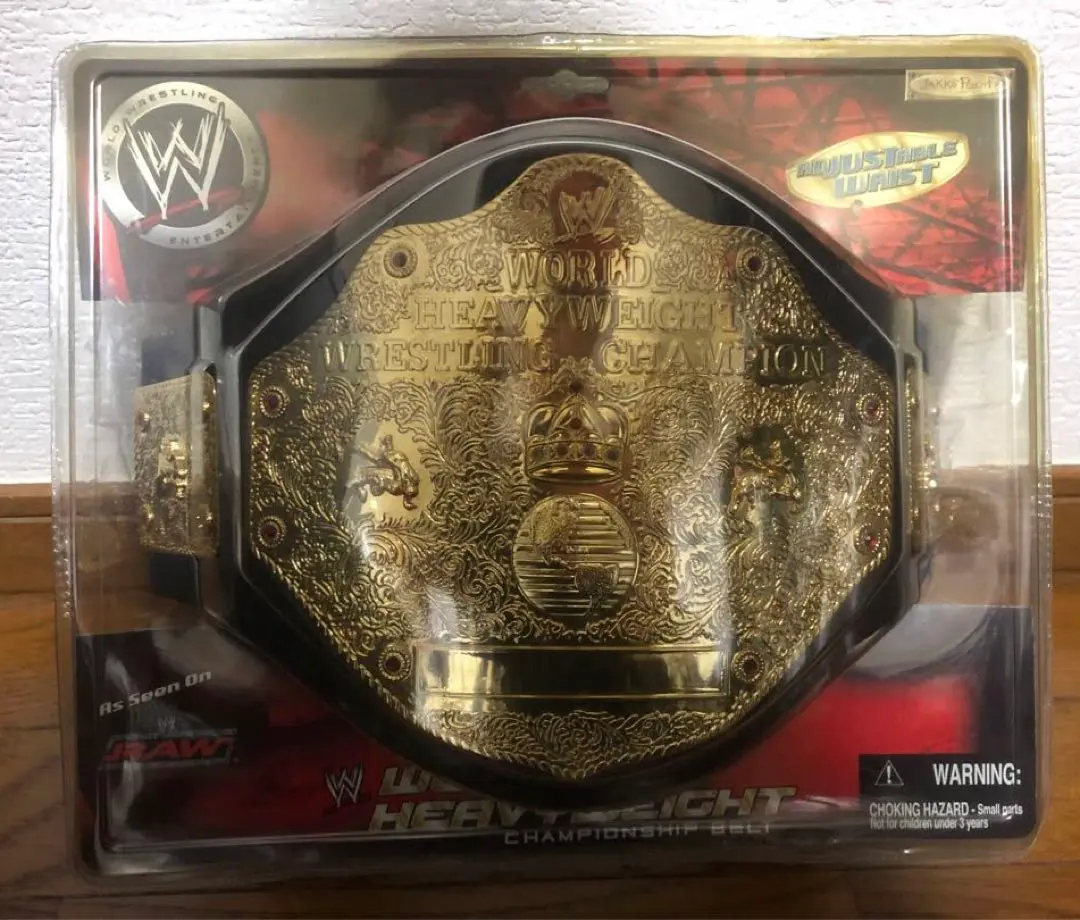 WORLD WRESTLING
ENTERTA
W
JAKKS Pacific
ADJUSTABLE
WAIST
W
WORLD
HEAVYWEIGHT
WRESTLING CHAMPION
As Seen On
W
RAW
W
HEAVYWEIGHT
CHAMPIONSHIP BELT
WARNING:
CHOKING HAZARD - Small parts
Not for children under 3 years